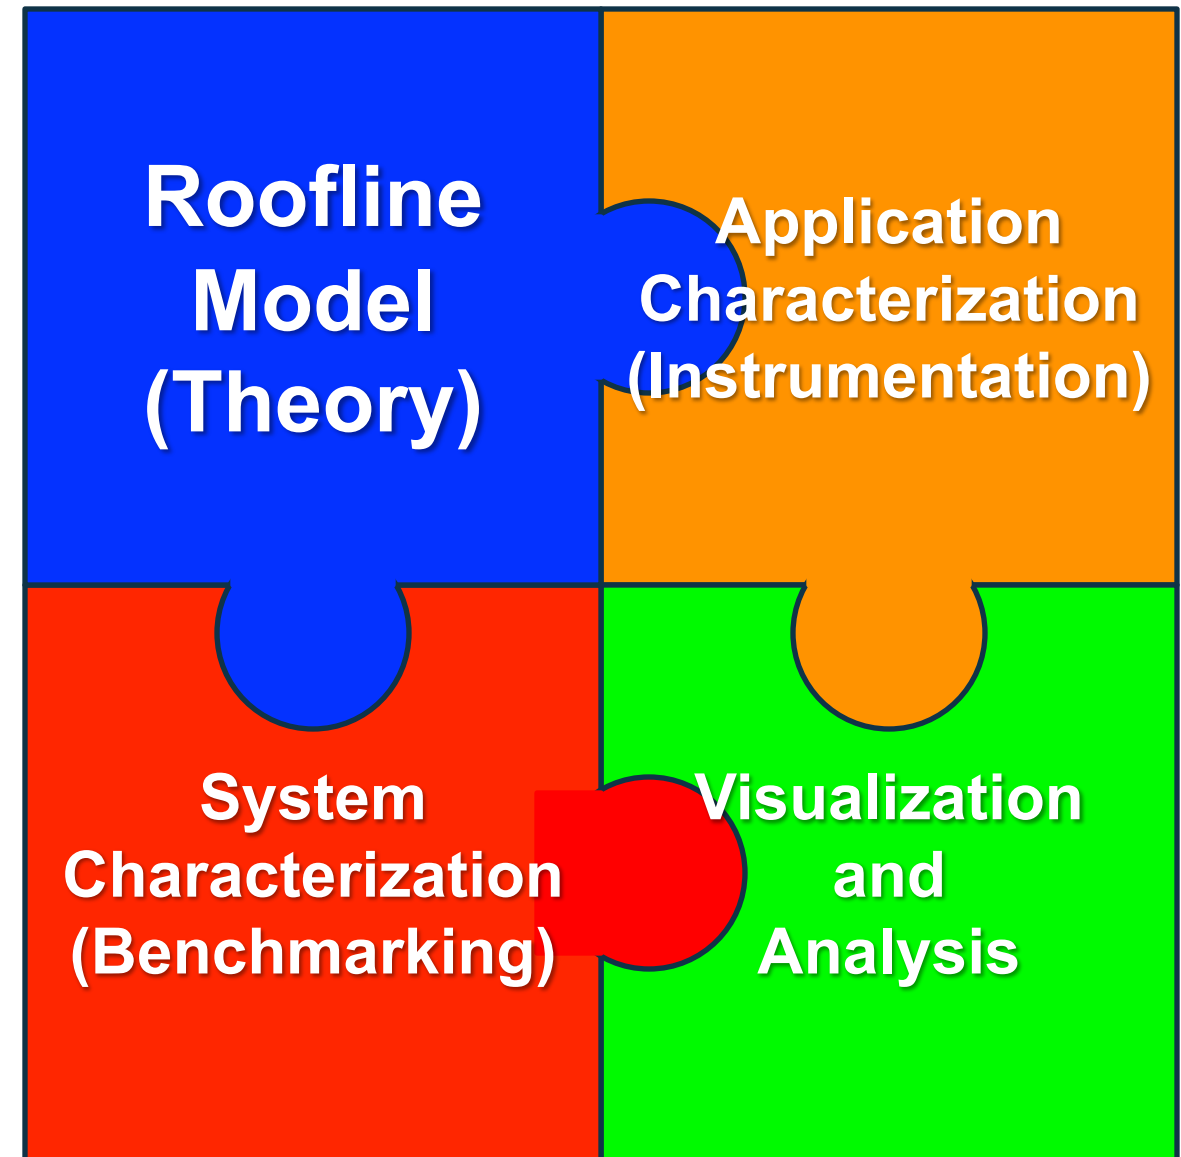 Roofline
Model
(Theory)
Application
Characterization
(Instrumentation)
System
Characterization
(Benchmarking)
Visualization
and
Analysis